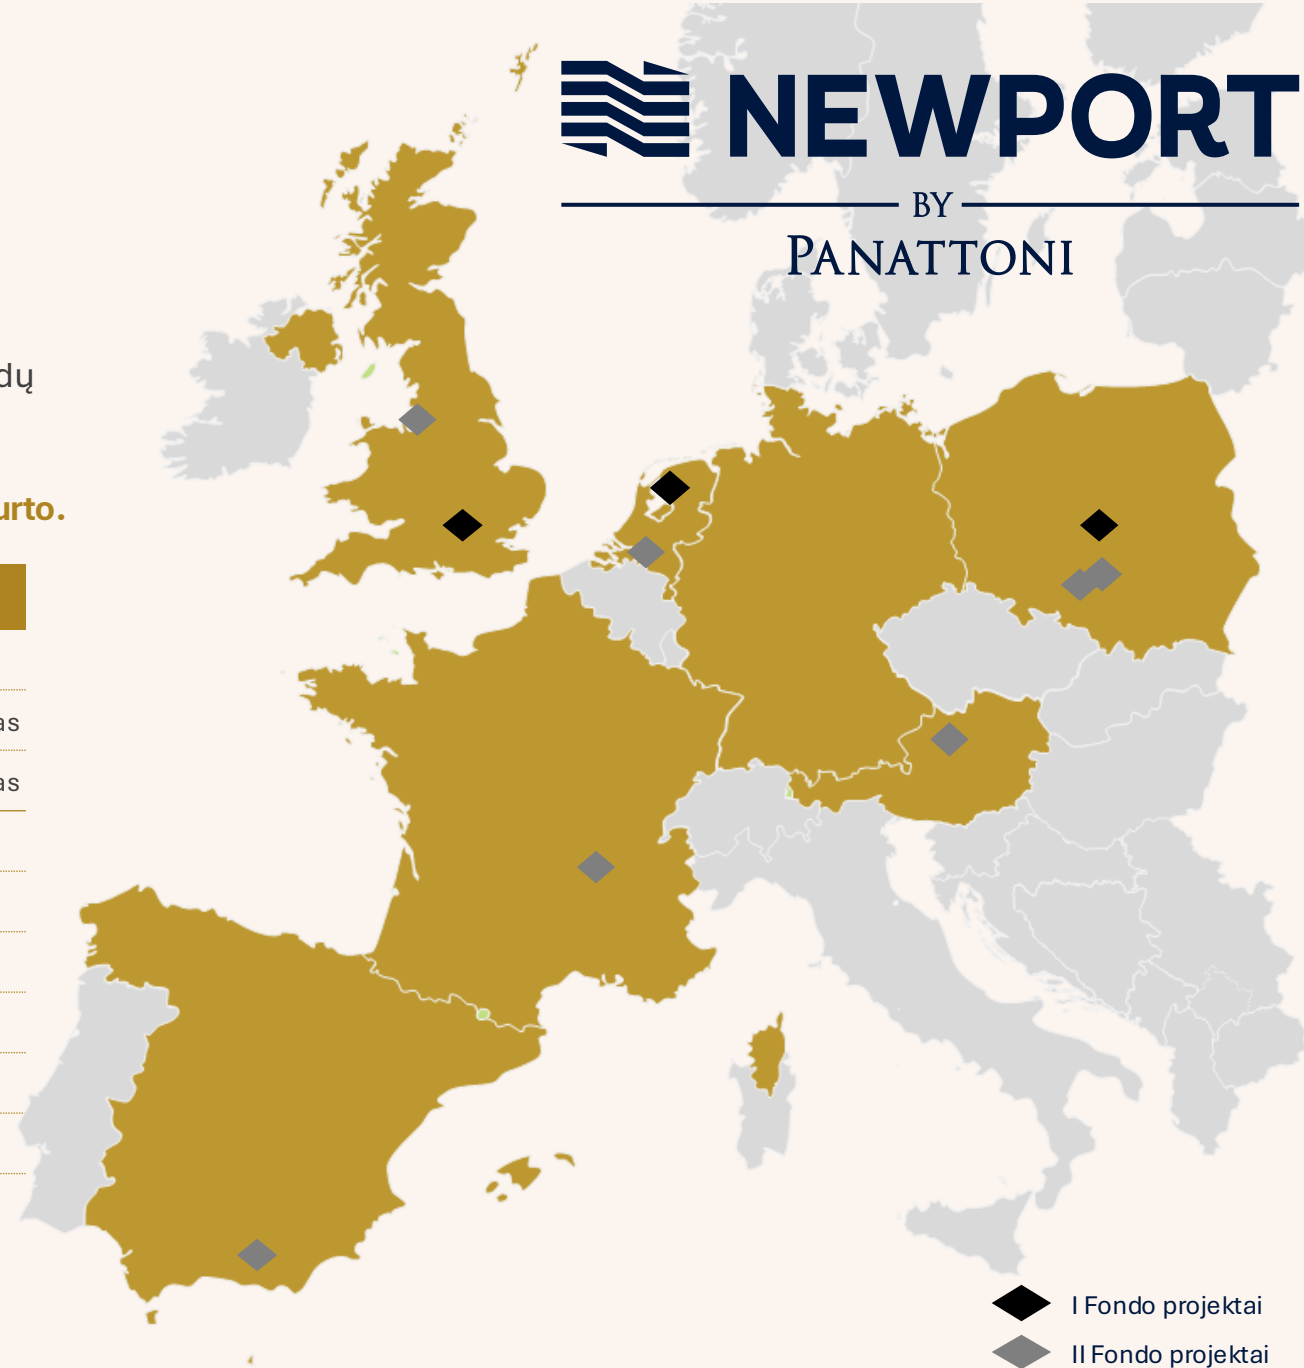 NEWPORT
BY
PANATTONI
dų
urto.
as
as
I Fondo projektai
II Fondo projektai